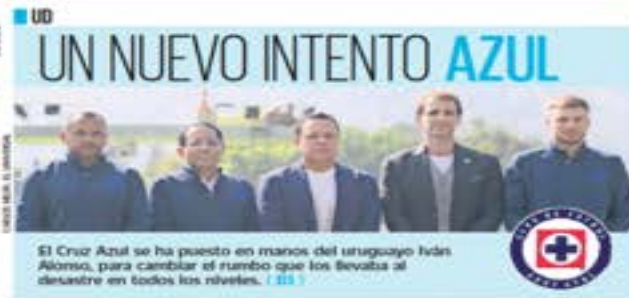 UD
UN NUEVO INTENTO AZUL
El Cruz Azul se ha puesto en manos del uruguayo Iván
Alonso, para cambiar el rumbo que los llevaba al
desastre en todos los niveles.